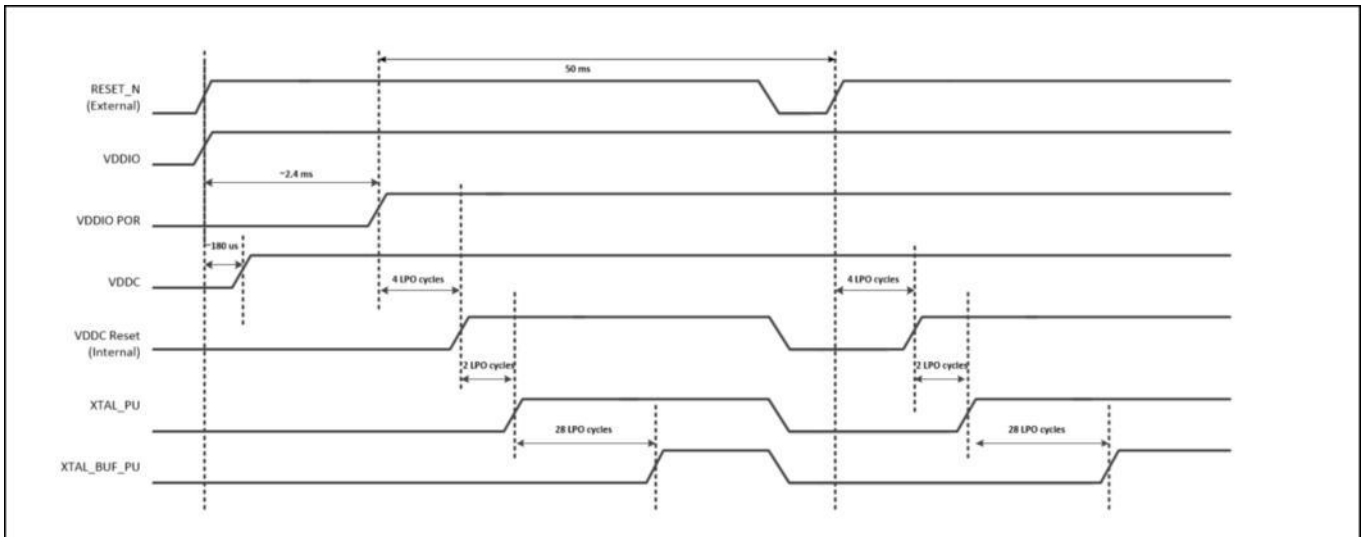 50 ms
RESET_N
(External)
VDDIO
~2.4 ms
VDDIO POR
~180 us
VDDC
4 LPO cycles
4 LPO cycles
VDDC Reset
(Internal)
2 LPO cycles
2 LPO cycles
XTAL_PU
28 LPO cycles
28 LPO cycles
XTAL_BUF_PU